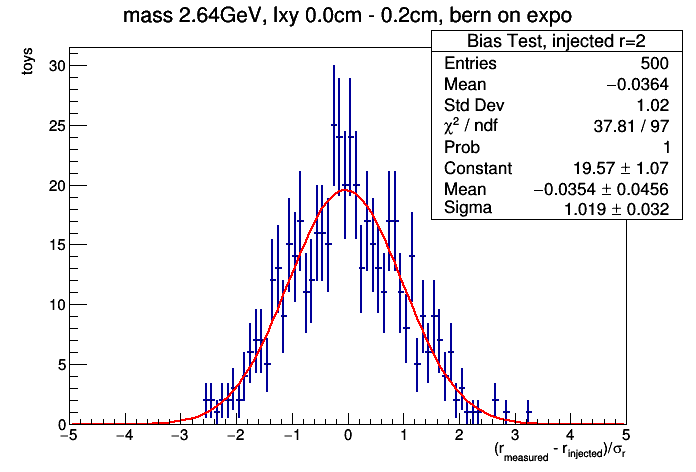 mass 2.64GeV, lxy 0.0cm - 0.2cm, bern on expo
toys
Bias Test, injected r=2
Entries 500
Mean −0.0364
Std Dev 1.02
χ² / ndf 37.81 / 97
Prob 1
Constant 19.57 ± 1.07
Mean −0.0354 ± 0.0456
Sigma 1.019 ± 0.032
30
25
20
15
10
5
0
−5 −4 −3 −2 −1 0 1 2 3 4 5
(r_measured - r_injected)/σ_r